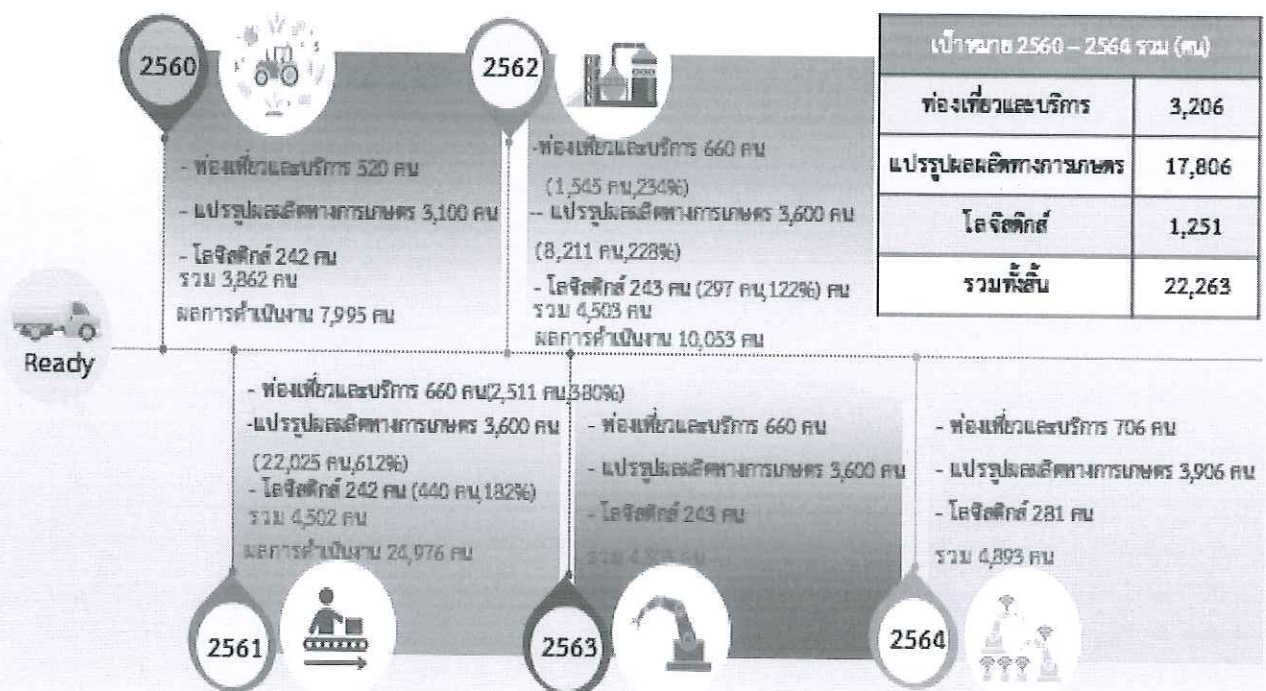 2560
- ท่องเที่ยวและบริการ 520 คน
- แปรรูปผลผลิตทางการเกษตร 3,100 คน
- โลจิสติกส์ 242 คน
รวม 3,862 คน
ผลการดำเนินงาน 7,995 คน
2562
-ท่องเที่ยวและบริการ 660 คน
(1,545 คน,234%)
-- แปรรูปผลผลิตทางการเกษตร 3,600 คน
(8,211 คน,228%)
- โลจิสติกส์ 243 คน (297 คน,122%) คน
รวม 4,503 คน
ผลการดำเนินงาน 10,053 คน
เป้าหมาย 2560 – 2564 รวม (คน)
ท่องเที่ยวและบริการ 3,206
แปรรูปผลผลิตทางการเกษตร 17,806
โลจิสติกส์ 1,251
รวมทั้งสิ้น 22,263
Ready
- ท่องเที่ยวและบริการ 660 คน(2,511 คน,380%)
-แปรรูปผลผลิตทางการเกษตร 3,600 คน
(22,025 คน,612%)
- โลจิสติกส์ 242 คน (440 คน,182%)
รวม 4,502 คน
ผลการดำเนินงาน 24,976 คน
2561
- ท่องเที่ยวและบริการ 660 คน
- แปรรูปผลผลิตทางการเกษตร 3,600 คน
- โลจิสติกส์ 243 คน
รวม คน
2563
- ท่องเที่ยวและบริการ 706 คน
- แปรรูปผลผลิตทางการเกษตร 3,906 คน
- โลจิสติกส์ 281 คน
รวม 4,893 คน
2564